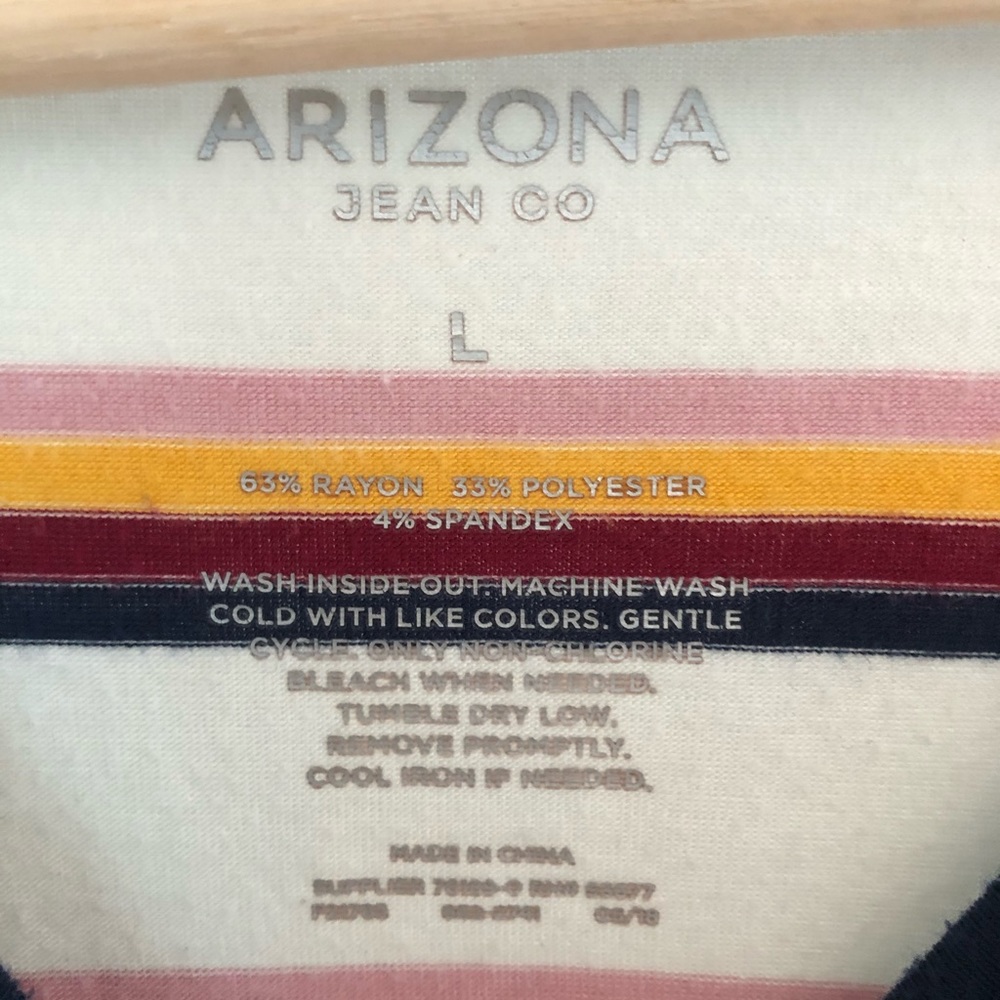 ARIZONA
JEAN CO
L
63% RAYON 33% POLYESTER
4% SPANDEX
WASH INSIDE OUT. MACHINE WASH
COLD WITH LIKE COLORS. GENTLE
CYCLE. ONLY NON-CHLORINE
BLEACH WHEN NEEDED.
TUMBLE DRY LOW.
REMOVE PROMPTLY.
COOL IRON IF NEEDED.
MADE IN CHINA
SUPPLIER